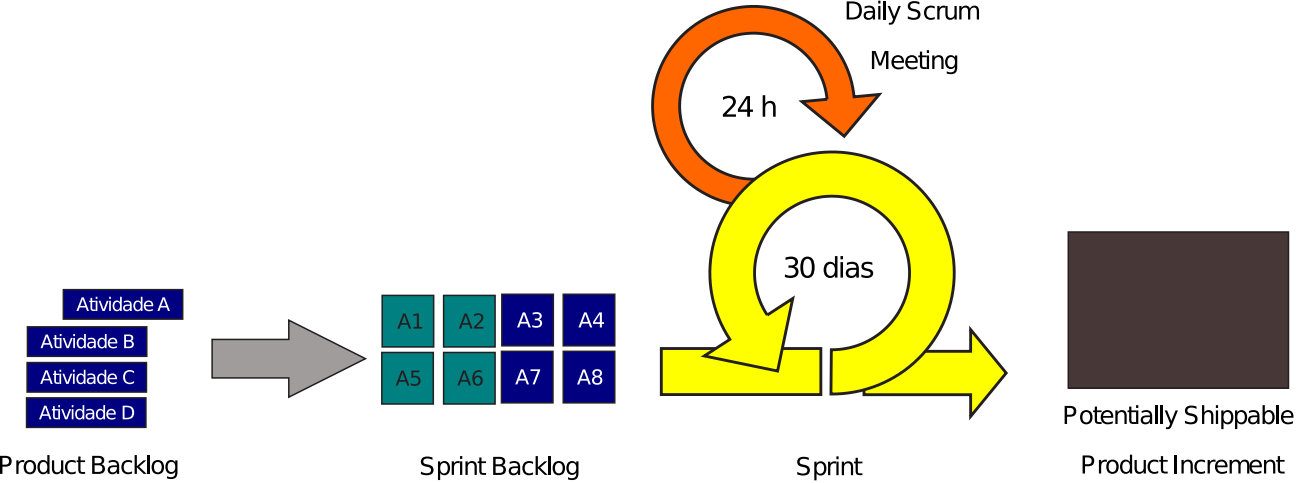 Daily Scrum
Meeting
24 h
30 dias
Atividade A
Atividade B
Atividade C
Atividade D
A1 A2 A3 A4
A5 A6 A7 A8
Potentially Shippable
Product Backlog
Sprint Backlog
Sprint
Product Increment